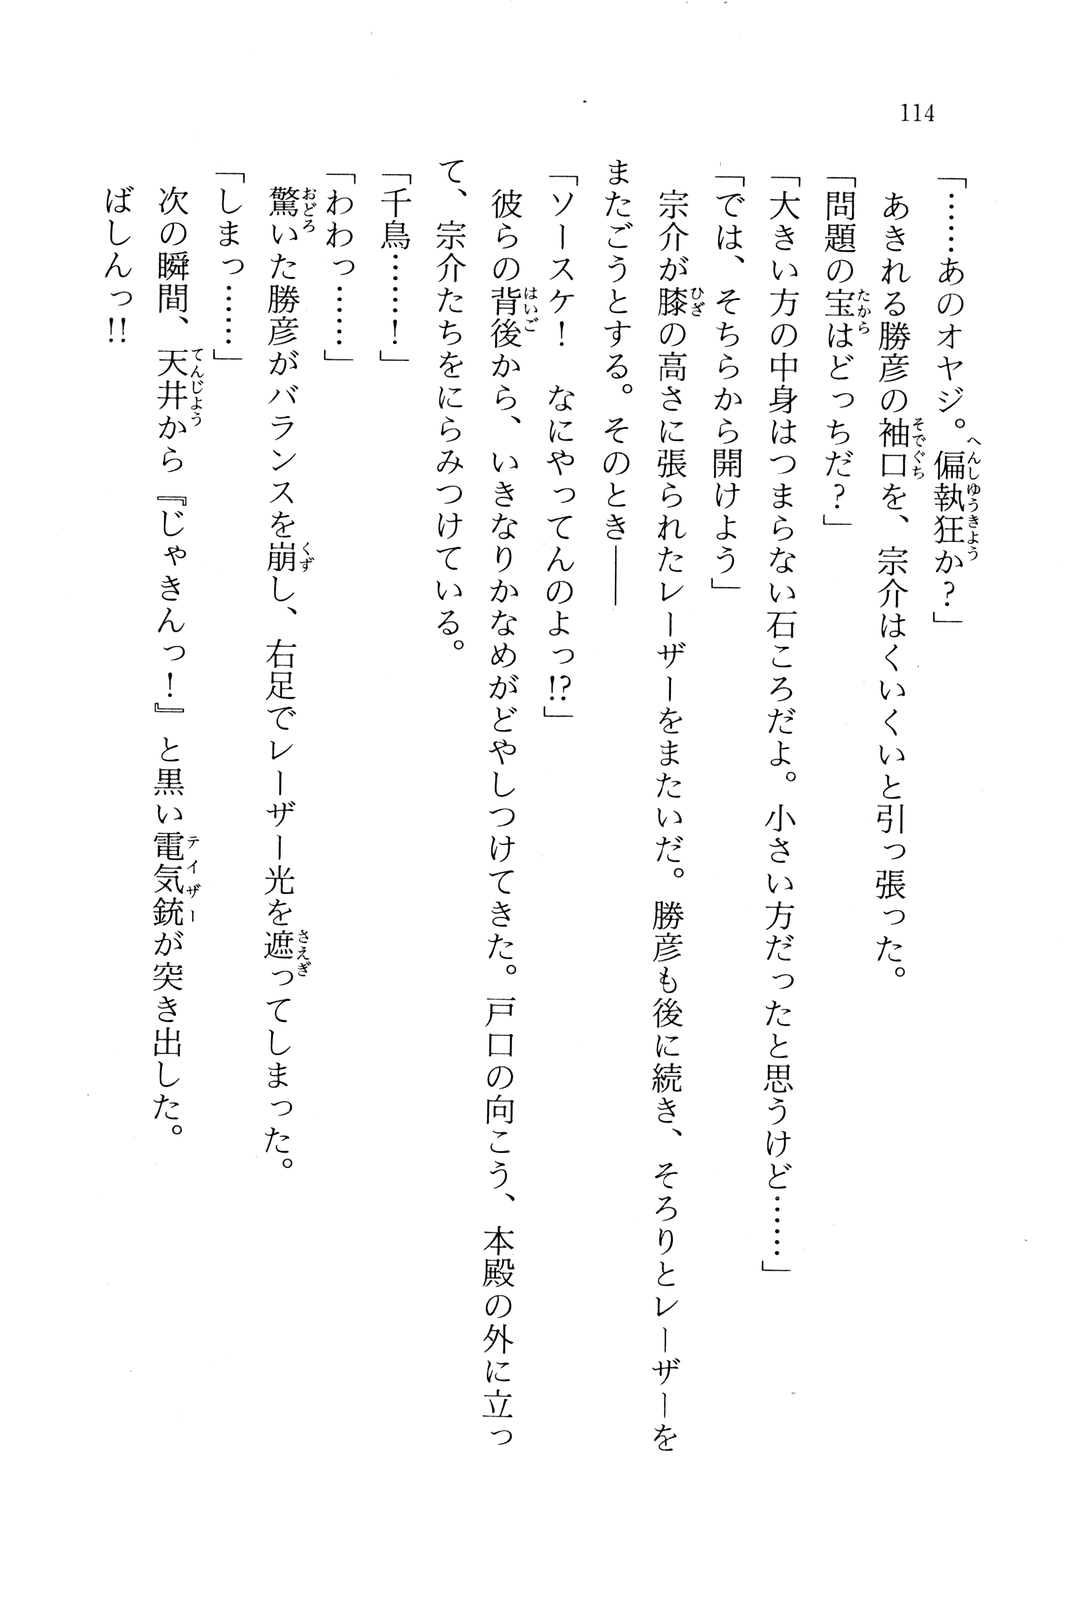 114
「……あのオヤジ。偏執狂か?」
あきれる勝彦の袖口を、宗介はくいくいと引っ張った。
「問題の宝はどっちだ?」
「大きい方の中身はつまらない石ころだよ。小さい方だったと思うけど……」
「では、そちらから開けよう」
宗介が膝の高さに張られたレーザーをまたいだ。勝彦も後に続き、そろりとレーザーを
またごうとする。そのとき――
「ソースケ! なにやってんのよっ!?」
彼らの背後から、いきなりかなめがどやしつけてきた。戸口の向こう、本殿の外に立っ
て、宗介たちをにらみつけている。
「千鳥……!」
「わわっ……」
驚いた勝彦がバランスを崩し、右足でレーザー光を遮ってしまった。
「しまっ……」
次の瞬間、天井から『じゃきんっ!』と黒い電気銃が突き出した。
ばしんっ!!